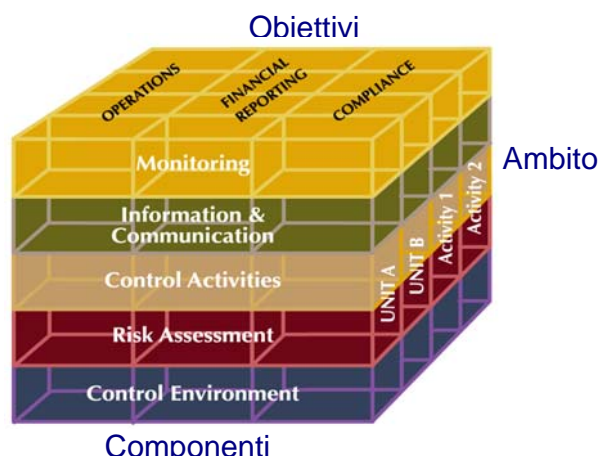 Obiettivi
OPERATIONS
FINANCIAL
REPORTING
COMPLIANCE
Monitoring
Ambito
Information &
Communication
Control Activities
UNIT A
UNIT B
Activity 1
Activity 2
Risk Assessment
Control Environment
Componenti